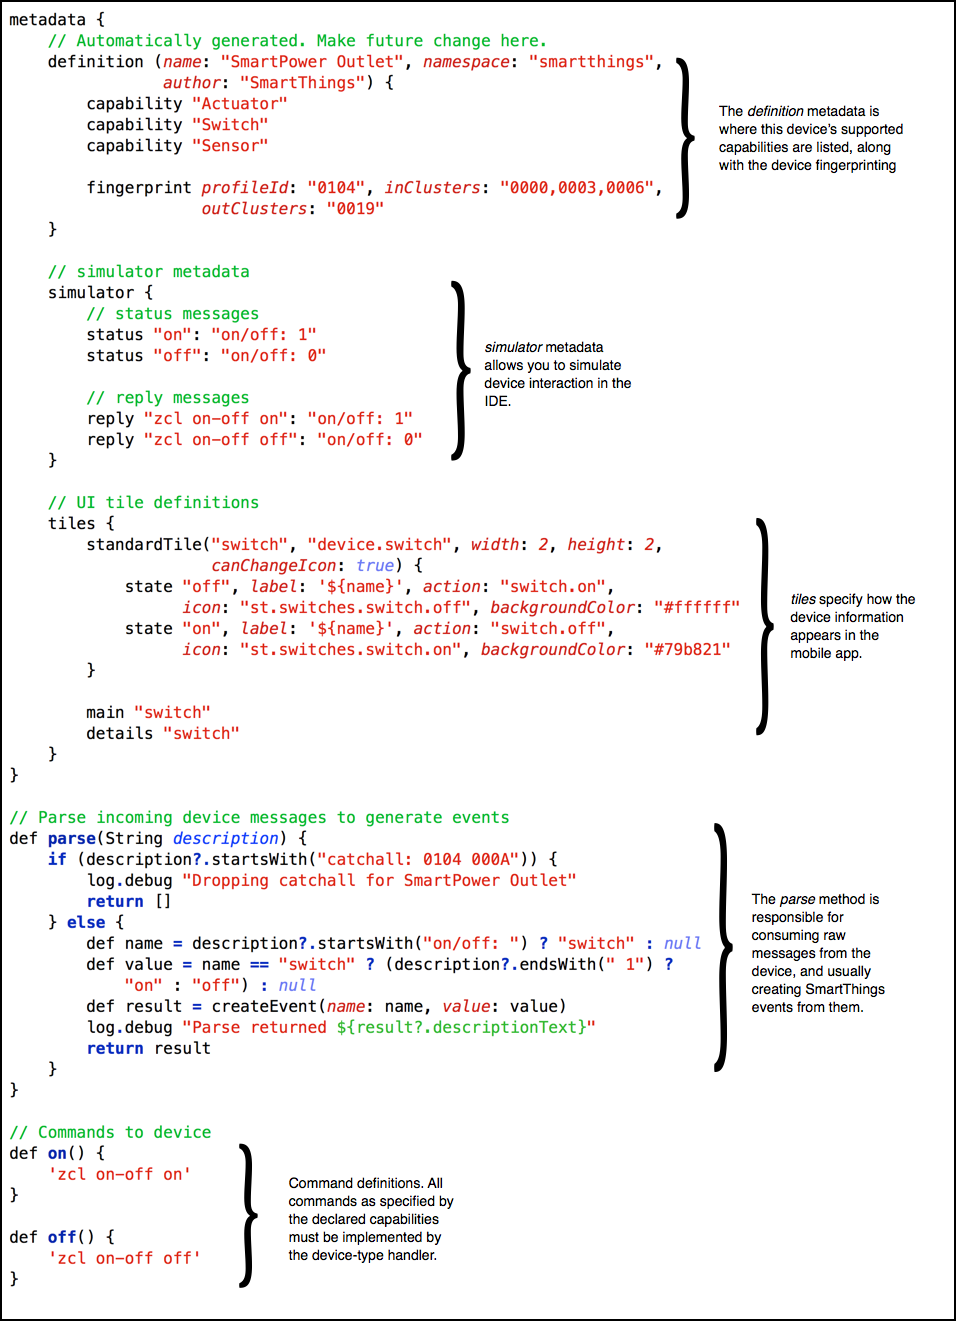 metadata {
    // Automatically generated. Make future change here.
    definition (name: "SmartPower Outlet", namespace: "smartthings",
                author: "SmartThings") {
        capability "Actuator"
        capability "Switch"
        capability "Sensor"

        fingerprint profileId: "0104", inClusters: "0000,0003,0006",
                    outClusters: "0019"
    }

    // simulator metadata
    simulator {
        // status messages
        status "on": "on/off: 1"
        status "off": "on/off: 0"

        // reply messages
        reply "zcl on-off on": "on/off: 1"
        reply "zcl on-off off": "on/off: 0"
    }

    // UI tile definitions
    tiles {
        standardTile("switch", "device.switch", width: 2, height: 2,
                     canChangeIcon: true) {
            state "off", label: '${name}', action: "switch.on",
                  icon: "st.switches.switch.off", backgroundColor: "#ffffff"
            state "on", label: '${name}', action: "switch.off",
                  icon: "st.switches.switch.on", backgroundColor: "#79b821"
        }

        main "switch"
        details "switch"
    }
}

// Parse incoming device messages to generate events
def parse(String description) {
    if (description?.startsWith("catchall: 0104 000A")) {
        log.debug "Dropping catchall for SmartPower Outlet"
        return []
    } else {
        def name = description?.startsWith("on/off: ") ? "switch" : null
        def value = name == "switch" ? (description?.endsWith(" 1") ?
            "on" : "off") : null
        def result = createEvent(name: name, value: value)
        log.debug "Parse returned ${result?.descriptionText}"
        return result
    }
}

// Commands to device
def on() {
    'zcl on-off on'
}

def off() {
    'zcl on-off off'
}

The definition metadata is
where this device's supported
capabilities are listed, along
with the device fingerprinting

simulator metadata
allows you to simulate
device interaction in the
IDE.

tiles specify how the
device information
appears in the
mobile app.

The parse method is
responsible for
consuming raw
messages from the
device, and usually
creating SmartThings
events from them.

Command definitions. All
commands as specified by
the declared capabilities
must be implemented by
the device-type handler.